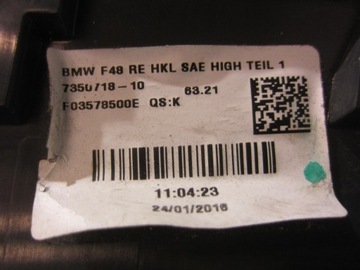 BMW F48 RE HKL SAE HIGH TEIL 1
7350718-10 63.21
F03578500E QS:K
11:04:23
24/01/2016